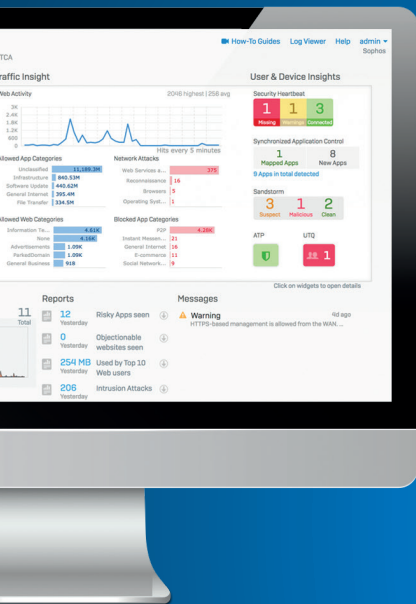 How-To Guides Log Viewer Help admin
Sophos
TCA
raffic Insight
User & Device Insights
Web Activity
2046 highest | 258 avg
3K
2.4K
1.8K
1.2K
600
0
Hits every 5 minutes
Allowed App Categories
Unclassified 11,189.3M
Infrastructure 840.53M
Software Update 440.62M
General Internet 395.4M
File Transfer 334.5M
Network Attacks
Web Services a... 375
Reconnaissance 16
Browsers 5
Operating Syst... 1
Allowed Web Categories
Information Te... 4.61K
None 4.16K
Advertisements 1.09K
ParkedDomain 1.09K
General Business 918
Blocked App Categories
P2P 4.26K
Instant Messen... 21
General Internet 16
E-commerce 11
Social Network... 9
Security Heartbeat
1 1 3
Missing Warnings Connected
Synchronized Application Control
1 8
Mapped Apps New Apps
9 Apps in total detected
Sandstorm
3 1 2
Suspect Malicious Clean
ATP UTQ
1
Click on widgets to open details
11
Total
Reports
12 Risky Apps seen
Yesterday
0 Objectionable
Yesterday websites seen
254 MB Used by Top 10
Yesterday Web users
206 Intrusion Attacks
Yesterday
Messages
Warning 4d ago
HTTPS-based management is allowed from the WAN. ...